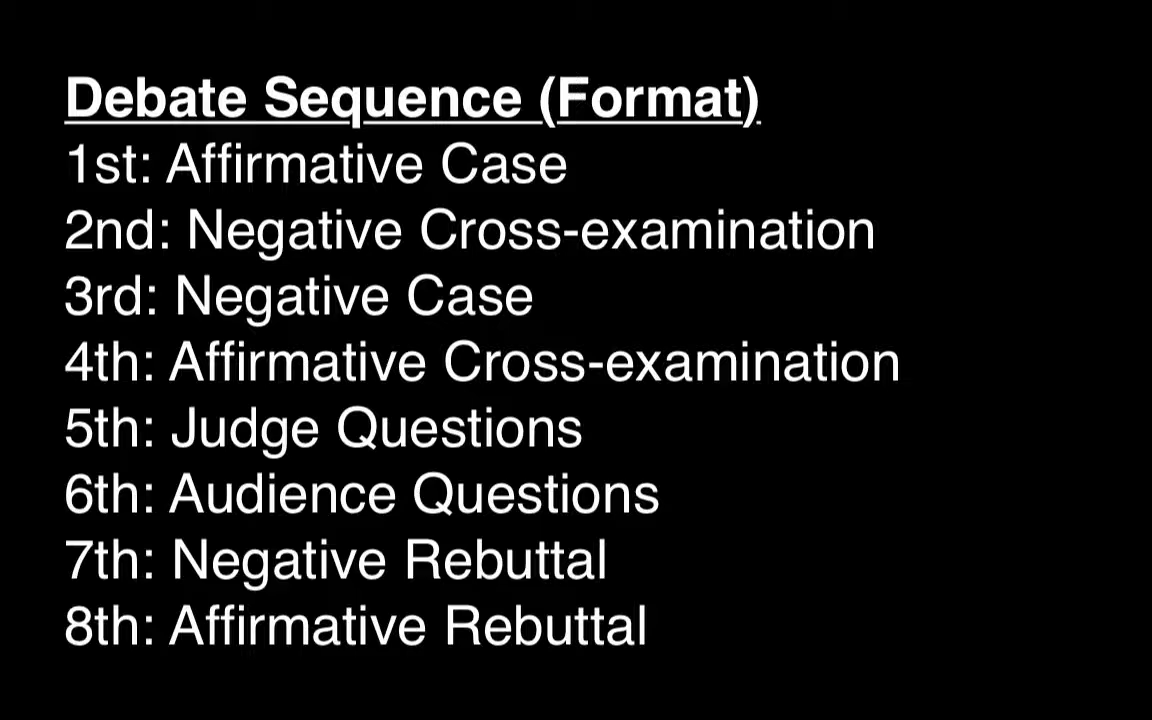 Debate Sequence (Format)
1st: Affirmative Case
2nd: Negative Cross-examination
3rd: Negative Case
4th: Affirmative Cross-examination
5th: Judge Questions
6th: Audience Questions
7th: Negative Rebuttal
8th: Affirmative Rebuttal